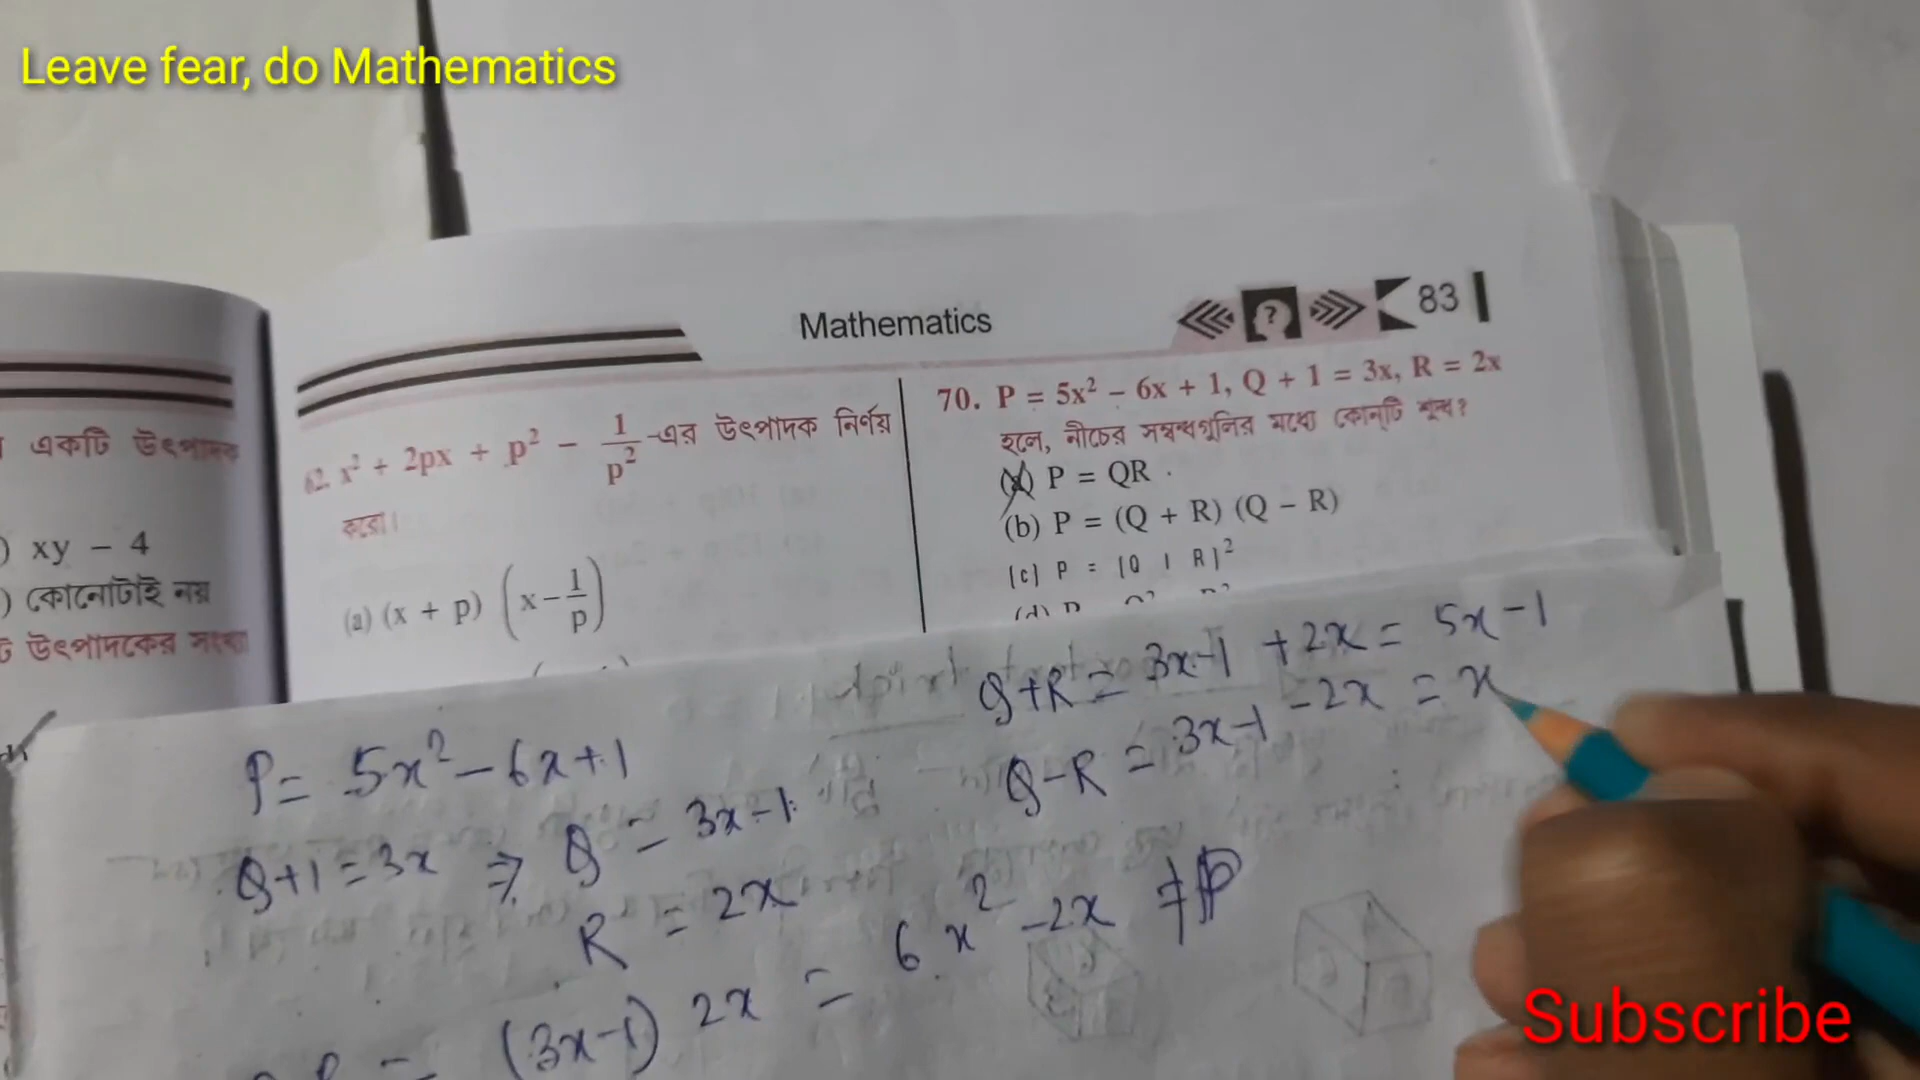 Leave fear, do Mathematics
Mathematics
83
একটি উৎপাদক
xy − 4
কোনোটাই নয়
উৎপাদকের সংখ্যা
62. x² + 2px + p² − 1/p² -এর উৎপাদক নির্ণয়
করো।
(a) (x + p) (x − 1/p)
70. P = 5x² − 6x + 1, Q + 1 = 3x, R = 2x
হলে, নীচের সম্বন্ধগুলির মধ্যে কোন্‌টি শুদ্ধ?
(a) P = QR
(b) P = (Q + R) (Q − R)
Q+R = 3x−1 + 2x = 5x−1
Q−R = 3x−1 − 2x = x
P = 5x² − 6x + 1
Q+1 = 3x ⇒ Q = 3x−1
R = 2x
(3x−1) 2x = 6x² − 2x ≠ P
Subscribe